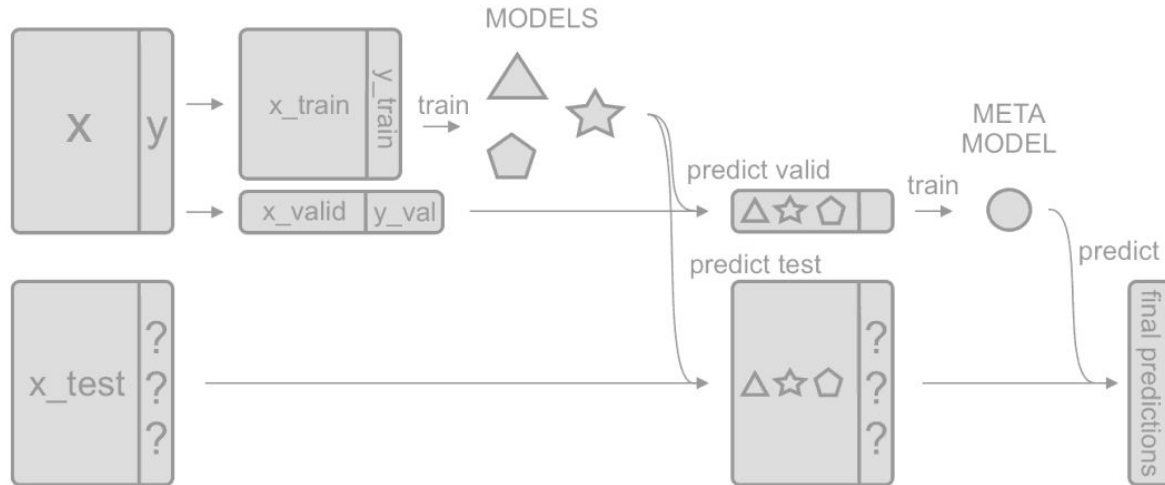 MODELS
x
y
x_train
y_train
train
x_valid
y_val
predict valid
train
META
MODEL
predict test
predict
x_test
?
?
?
?
?
?
final predictions